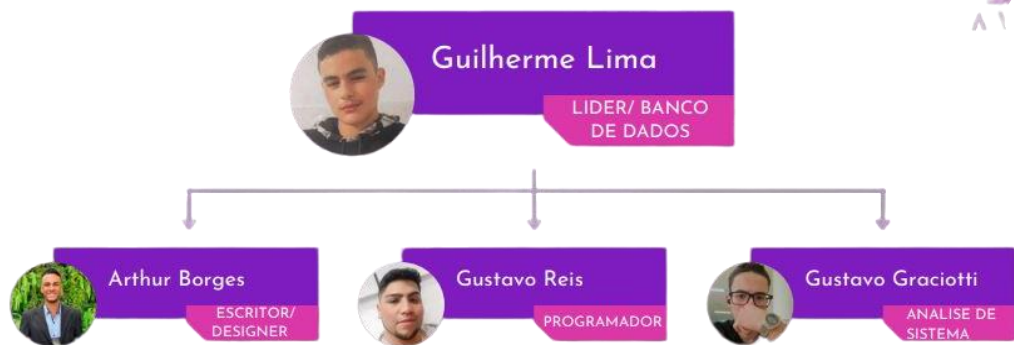 Guilherme Lima
LIDER/ BANCO
DE DADOS
Arthur Borges
ESCRITOR/
DESIGNER
Gustavo Reis
PROGRAMADOR
Gustavo Graciotti
ANALISE DE
SISTEMA